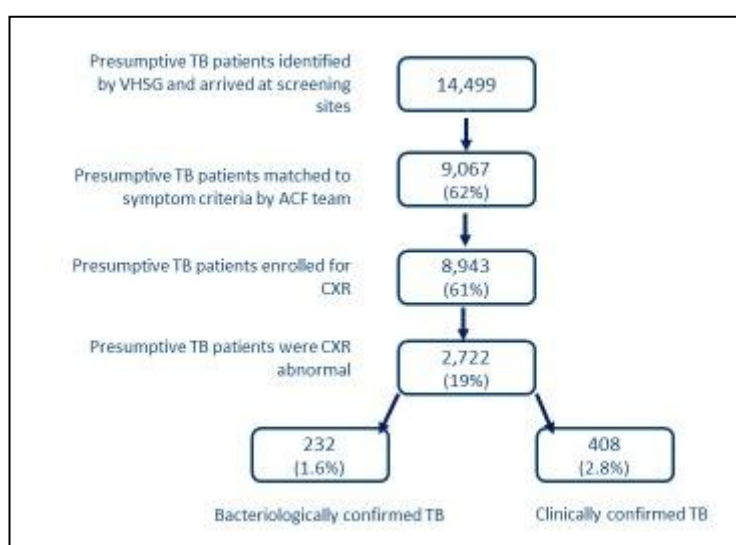 Presumptive TB patients identified
by VHSG and arrived at screening
sites
14,499
Presumptive TB patients matched to
symptom criteria by ACF team
9,067
(62%)
Presumptive TB patients enrolled for
CXR
8,943
(61%)
Presumptive TB patients were CXR
abnormal
2,722
(19%)
232
(1.6%)
408
(2.8%)
Bacteriologically confirmed TB
Clinically confirmed TB